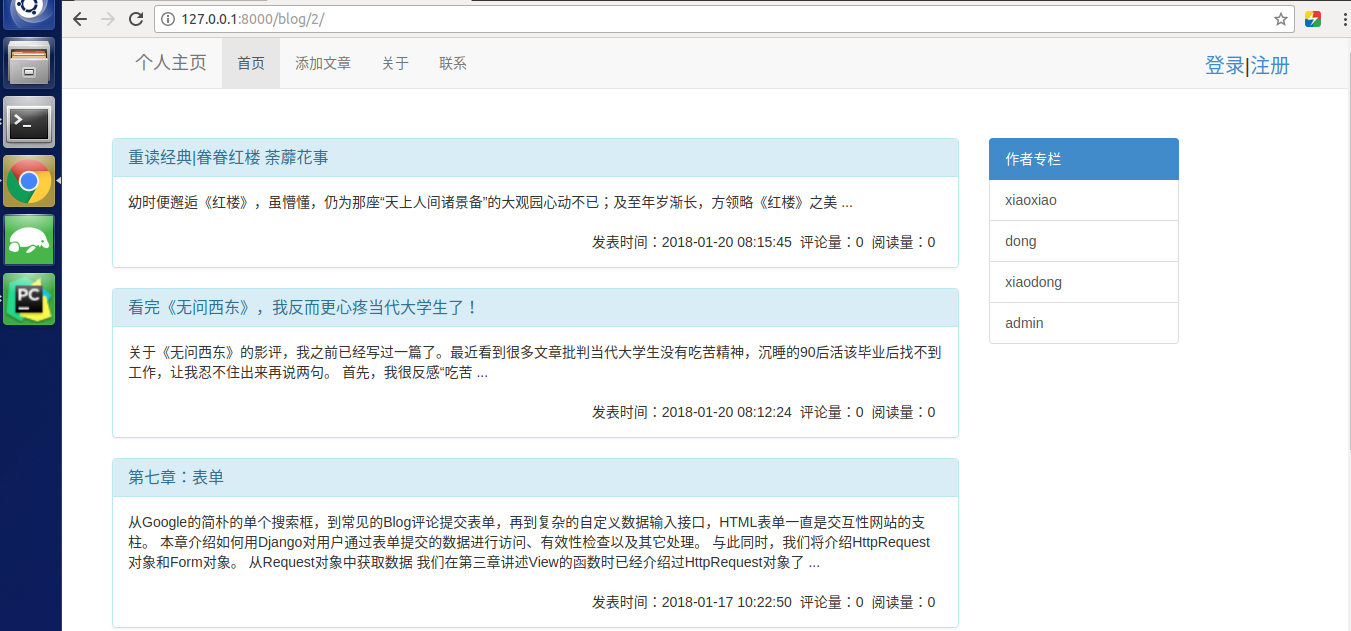 127.0.0.1:8000/blog/2/
个人主页 首页 添加文章 关于 联系 登录|注册
重读经典|眷眷红楼 荼蘼花事
幼时便邂逅《红楼》，虽懵懂，仍为那座“天上人间诸景备”的大观园心动不已；及至年岁渐长，方领略《红楼》之美 ...
发表时间：2018-01-20 08:15:45 评论量：0 阅读量：0
看完《无问西东》，我反而更心疼当代大学生了！
关于《无问西东》的影评，我之前已经写过一篇了。最近看到很多文章批判当代大学生没有吃苦精神，沉睡的90后活该毕业后找不到
工作，让我忍不住出来再说两句。 首先，我很反感“吃苦 ...
发表时间：2018-01-20 08:12:24 评论量：0 阅读量：0
第七章：表单
从Google的简朴的单个搜索框，到常见的Blog评论提交表单，再到复杂的自定义数据输入接口，HTML表单一直是交互性网站的支
柱。 本章介绍如何用Django对用户通过表单提交的数据进行访问、有效性检查以及其它处理。 与此同时，我们将介绍HttpRequest
对象和Form对象。 从Request对象中获取数据 我们在第三章讲述View的函数时已经介绍过HttpRequest对象了 ...
发表时间：2018-01-17 10:22:50 评论量：0 阅读量：0
作者专栏
xiaoxiao
dong
xiaodong
admin
PC